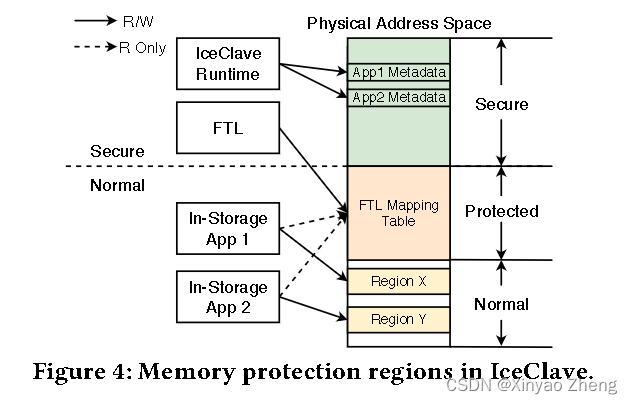 R/W
R Only
Physical Address Space
IceClave
Runtime
FTL
Secure
Normal
In-Storage
App 1
In-Storage
App 2
App1 Metadata
App2 Metadata
FTL Mapping
Table
Region X
Region Y
Secure
Protected
Normal
Figure 4: Memory protection regions in IceClave.
CSDN @Xinyao Zheng